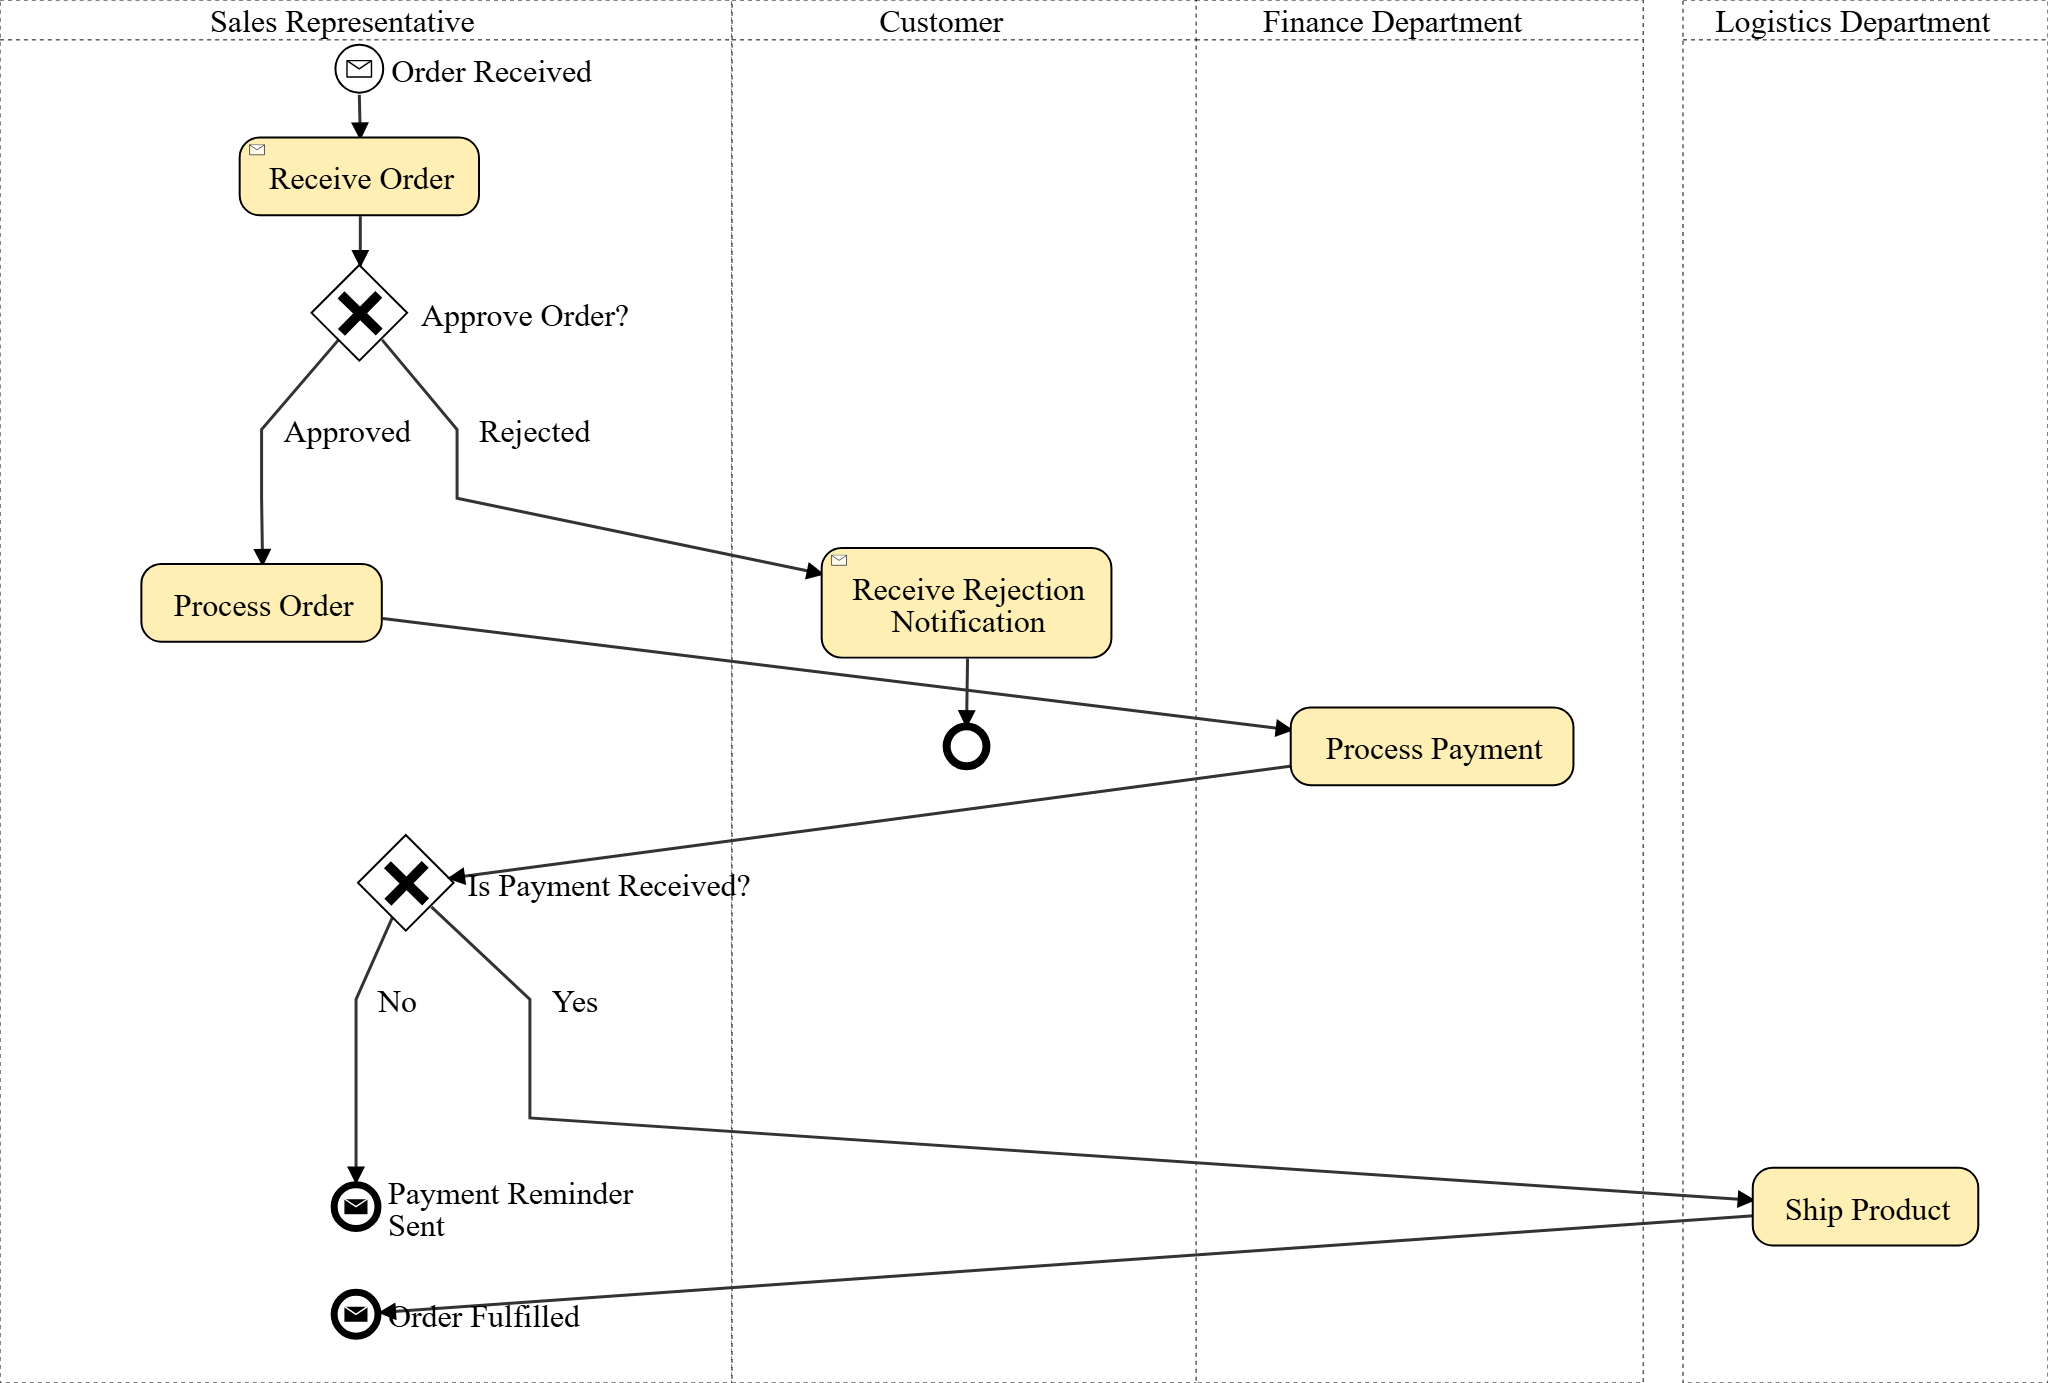 Sales Representative
Customer
Finance Department
Logistics Department
Order Received
Receive Order
Approve Order?
Approved
Rejected
Process Order
Receive Rejection
Notification
Process Payment
Is Payment Received?
No
Yes
Payment Reminder
Sent
Ship Product
Order Fulfilled